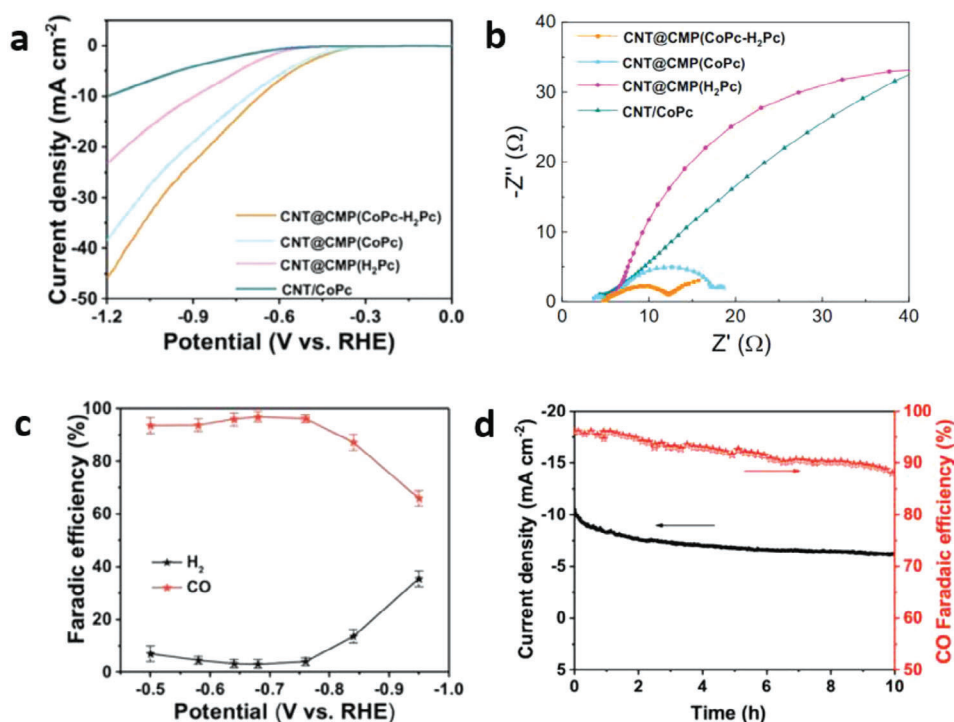 a
Current density (mA cm⁻²)
0
-10
-20
-30
-40
-50
CNT@CMP(CoPc-H₂Pc)
CNT@CMP(CoPc)
CNT@CMP(H₂Pc)
CNT/CoPc
-1.2 -0.9 -0.6 -0.3 0.0
Potential (V vs. RHE)
b
-Z'' (Ω)
40
30
20
10
0
CNT@CMP(CoPc-H₂Pc)
CNT@CMP(CoPc)
CNT@CMP(H₂Pc)
CNT/CoPc
0 10 20 30 40
Z' (Ω)
c
Faradic efficiency (%)
100
80
60
40
20
0
H₂
CO
-0.5 -0.6 -0.7 -0.8 -0.9 -1.0
Potential (V vs. RHE)
d
Current density (mA cm⁻²)
-20
-15
-10
-5
0
5
100
90
80
70
60
50
CO Faradaic efficiency (%)
0 2 4 6 8 10
Time (h)